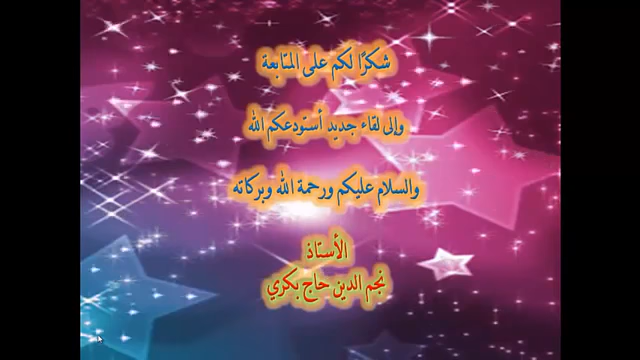 شكرًا لكم على المتابعة
وإلى لقاء جديد أستودعكم الله
والسلام عليكم ورحمة الله وبركاته
الأستاذ
نجم الدين حاج بكري